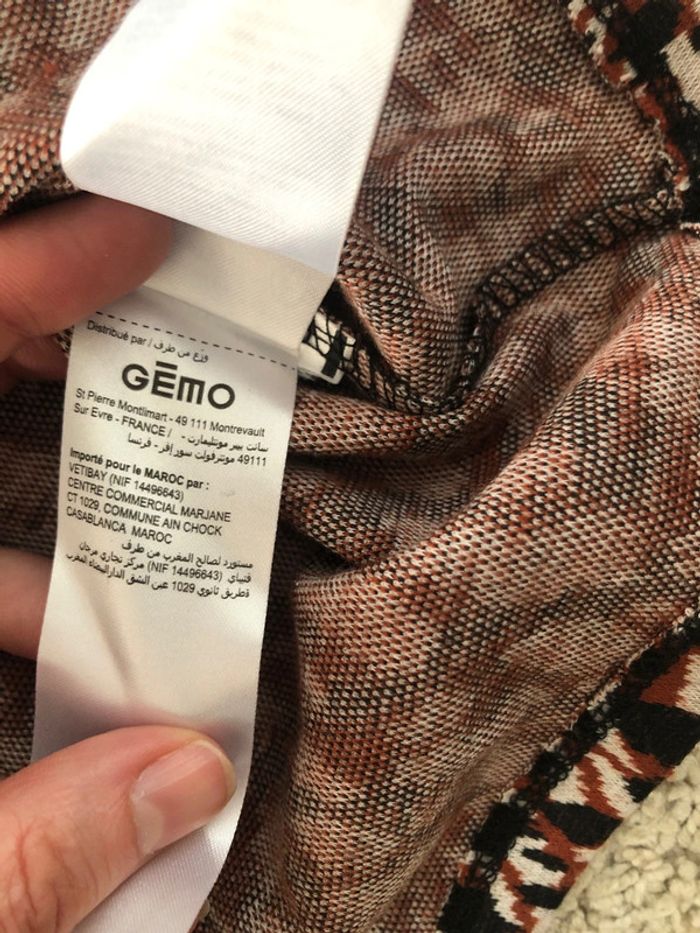 Distribué par / وُزّع من طرف
GĒMO
St Pierre Montlimart - 49 111 Montrevault
Sur Evre - FRANCE / سانت بيير مونتليمارت -
49111 مونترفولت سور إفر - فرنسا
Importé pour le MAROC par :
VETIBAY (NIF 14496643)
CENTRE COMMERCIAL MARJANE
CT 1029, COMMUNE AIN CHOCK
CASABLANCA MAROC
مستورد لصالح المغرب من طرف
فتيباي (NIF 14496643) مركز تجاري مرجان
طريق ثانوي 1029 عين الشق الدارالبيضاء المغرب